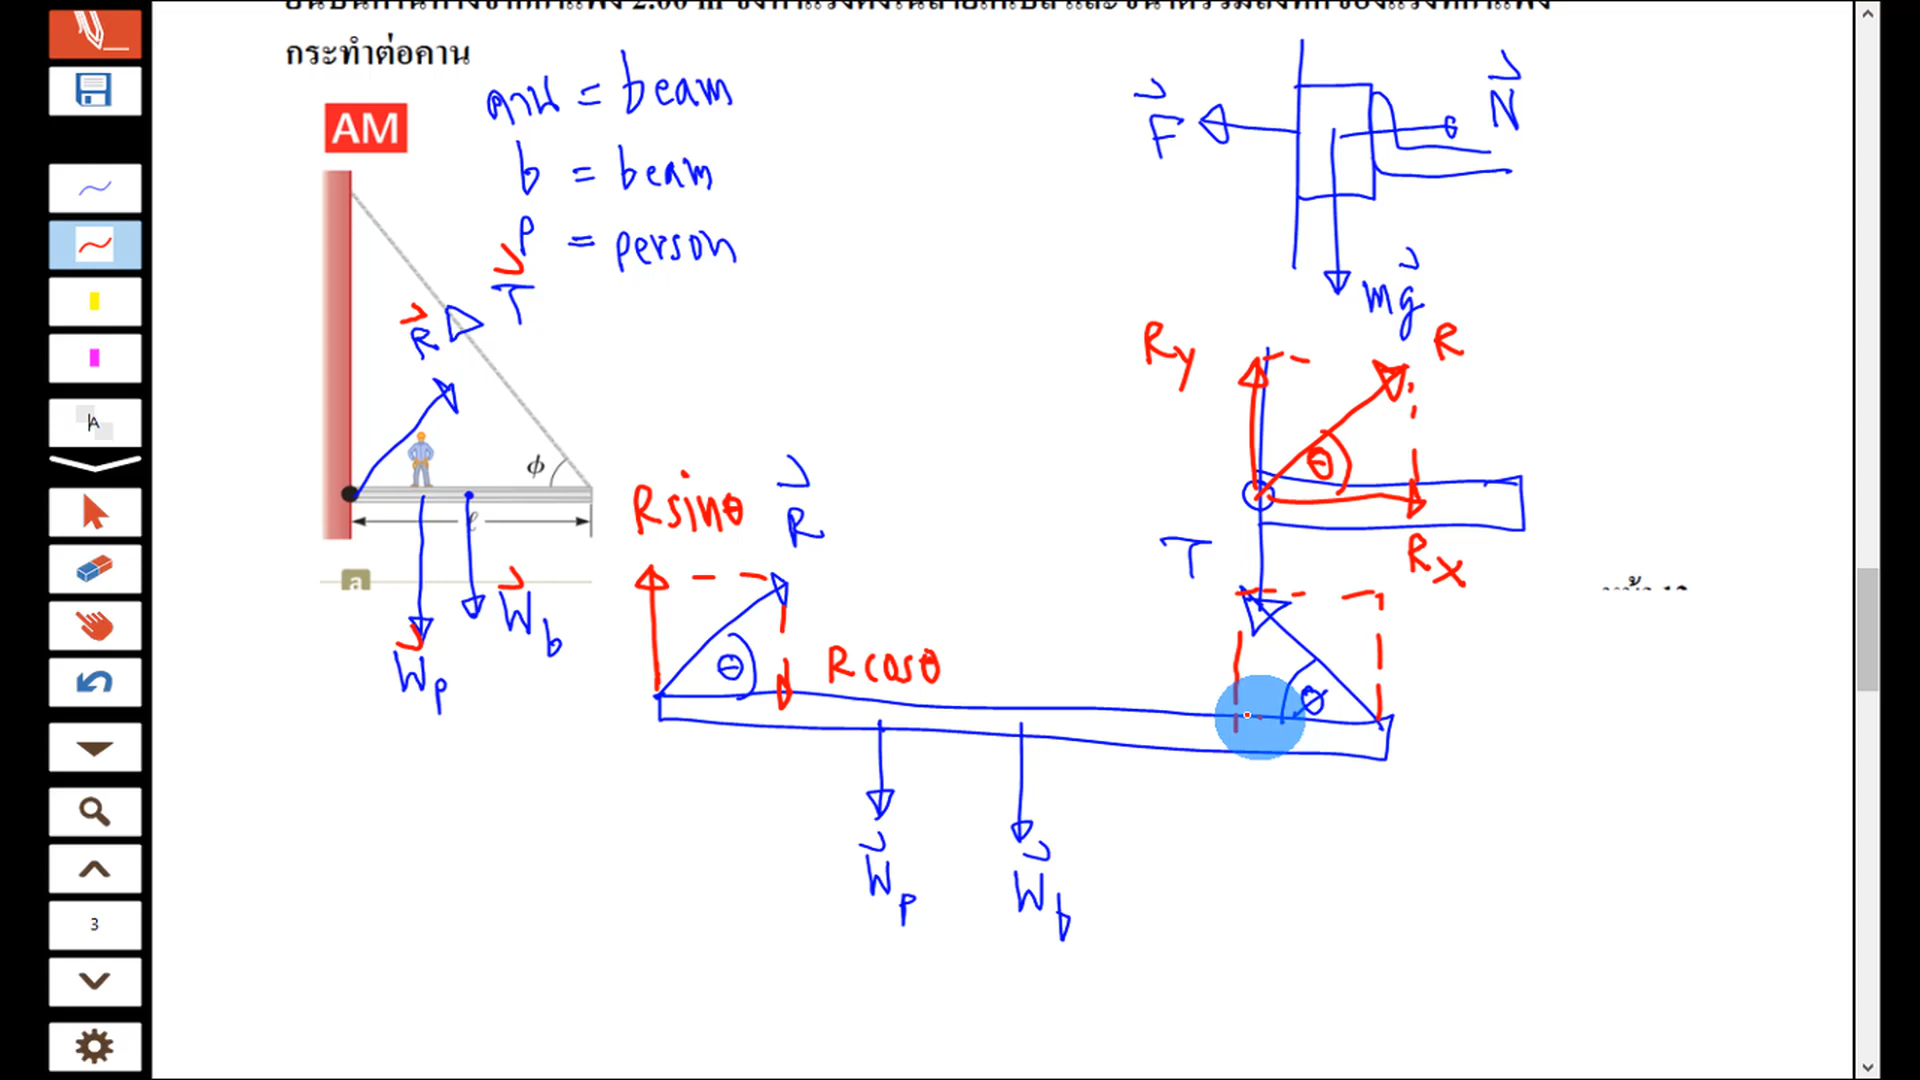 กระทำต่อคาน
AM
คาน = beam
b = beam
P = person
T
R
ϕ
ℓ
a
Wp
Wb
F
N
mg
Ry
R
θ
Rx
Rsinθ
R
θ
Rcosθ
T
Ø
Wp
Wb
A
3